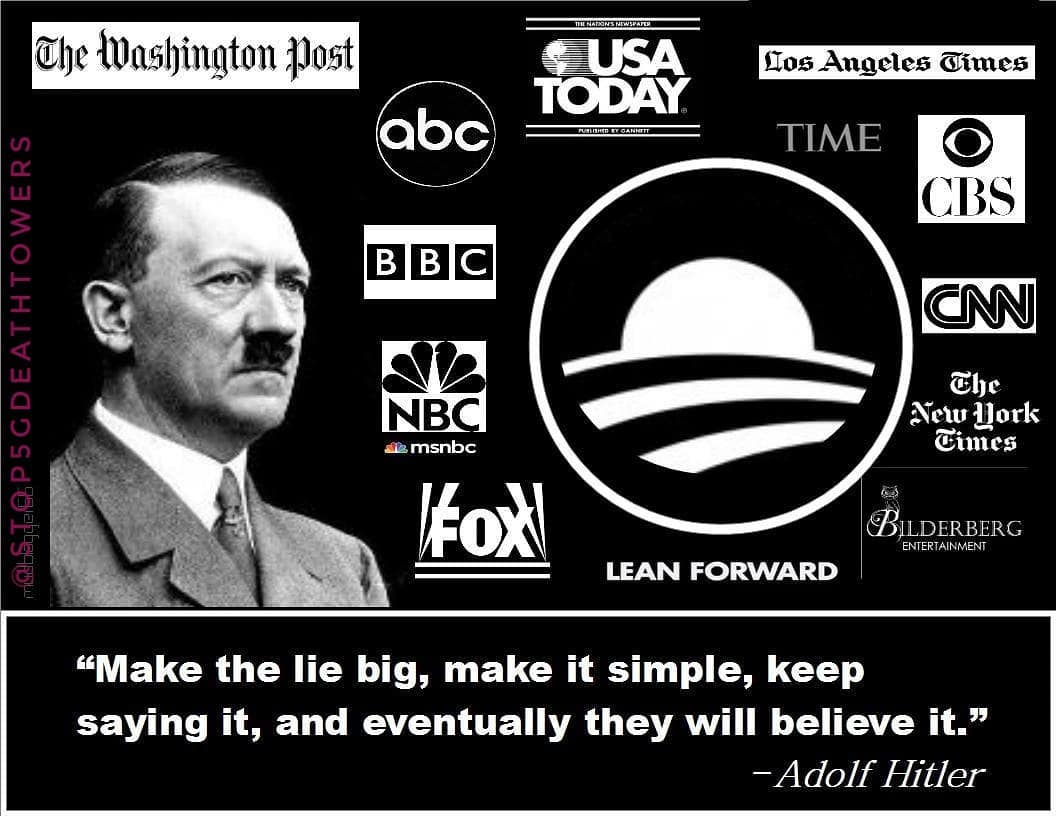 The Washington Post
THE NATION'S NEWSPAPER
USA
TODAY
PUBLISHED BY GANNETT
Los Angeles Times
abc
TIME
CBS
BBC
CNN
NBC
msnbc
The
New York
Times
FOX
BILDERBERG
ENTERTAINMENT
LEAN FORWARD
@STOP5GDEATHTOWERS
“Make the lie big, make it simple, keep
saying it, and eventually they will believe it.”
–Adolf Hitler